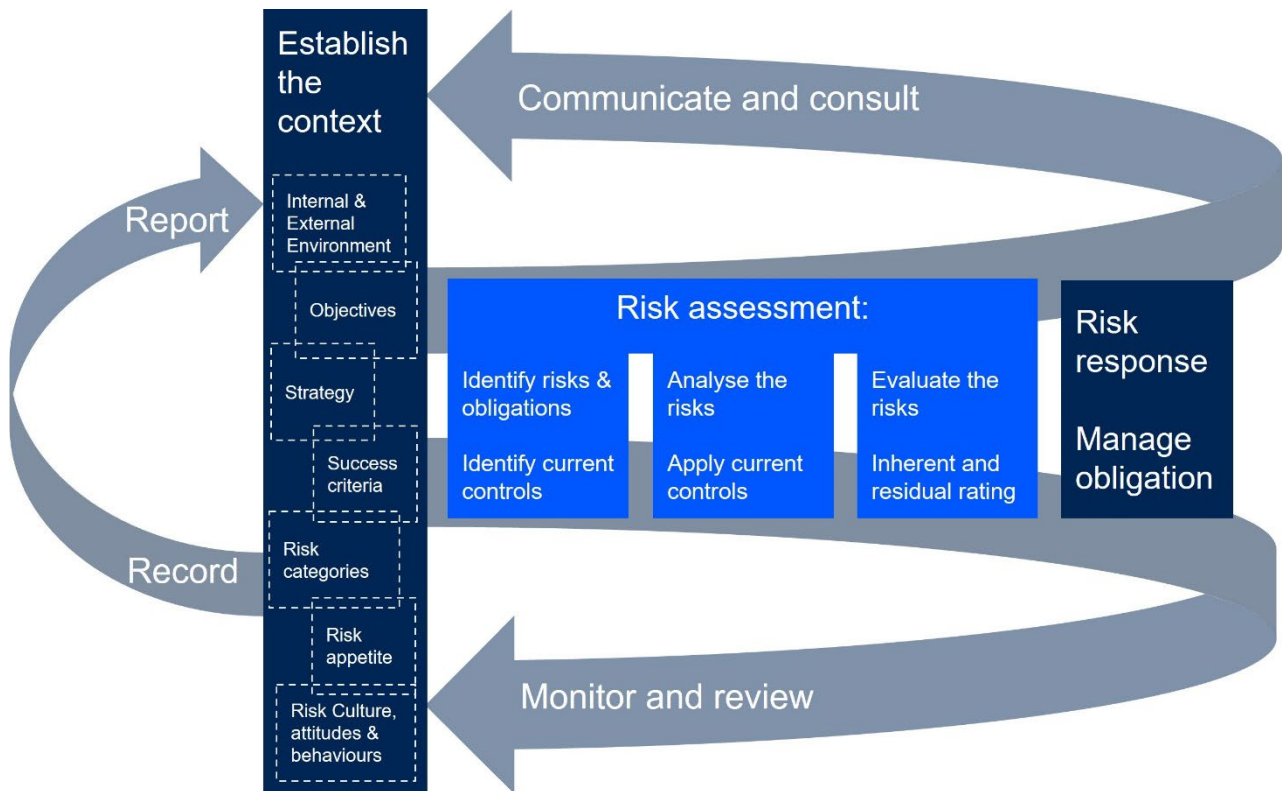 Establish
the
context
Internal &
External
Environment
Objectives
Strategy
Success
criteria
Risk
categories
Risk
appetite
Risk Culture,
attitudes &
behaviours
Report
Record
Communicate and consult
Risk assessment:
Identify risks &
obligations
Identify current
controls
Analyse the
risks
Apply current
controls
Evaluate the
risks
Inherent and
residual rating
Risk
response
Manage
obligation
Monitor and review